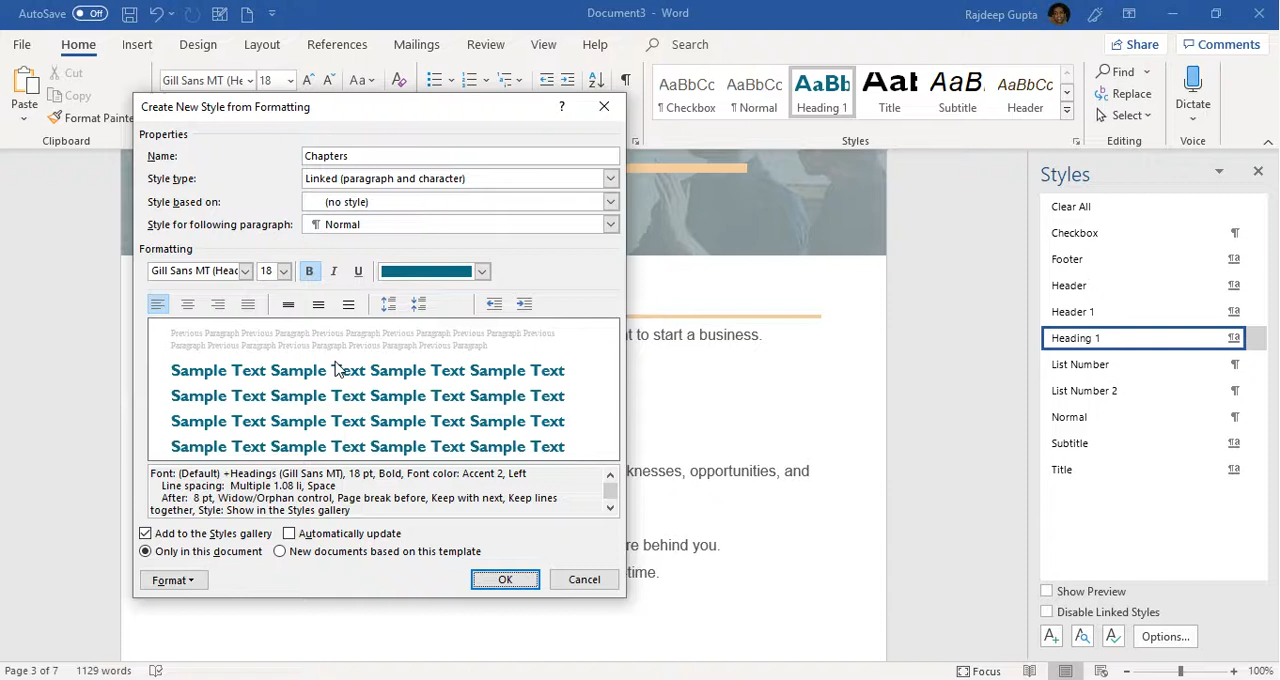 AutoSave Off Document3 - Word Rajdeep Gupta
File Home Insert Design Layout References Mailings Review View Help Search Share Comments
Paste Cut Copy Format Painte
Clipboard
Gill Sans MT (He 18 Aa
AaBbCc ¶ Checkbox
AaBbCc ¶ Normal
AaBb Heading 1
AaI Title
AaB. Subtitle
AaBbCc Header
Styles
Find
Replace
Select
Editing
Dictate
Voice
Create New Style from Formatting ?
Properties
Name: Chapters
Style type: Linked (paragraph and character)
Style based on: (no style)
Style for following paragraph: ¶ Normal
Formatting
Gill Sans MT (Head 18 B I U
Previous Paragraph Previous Paragraph Previous Paragraph Previous Paragraph Previous Paragraph
Previous Paragraph Previous Paragraph Previous Paragraph Previous Paragraph
Sample Text Sample Text Sample Text Sample Text
Sample Text Sample Text Sample Text Sample Text
Sample Text Sample Text Sample Text Sample Text
Sample Text Sample Text Sample Text Sample Text
Font: (Default) +Headings (Gill Sans MT), 18 pt, Bold, Font color: Accent 2, Left
Line spacing: Multiple 1.08 li, Space
After: 8 pt, Widow/Orphan control, Page break before, Keep with next, Keep lines
together, Style: Show in the Styles gallery
Add to the Styles gallery Automatically update
Only in this document New documents based on this template
Format OK Cancel
t to start a business.
knesses, opportunities, and
re behind you.
time.
Styles
Clear All
Checkbox ¶
Footer ¶a
Header ¶a
Header 1 ¶a
Heading 1 ¶a
List Number ¶
List Number 2 ¶
Normal ¶
Subtitle ¶a
Title ¶a
Show Preview
Disable Linked Styles
Options...
Page 3 of 7 1129 words Focus 100%